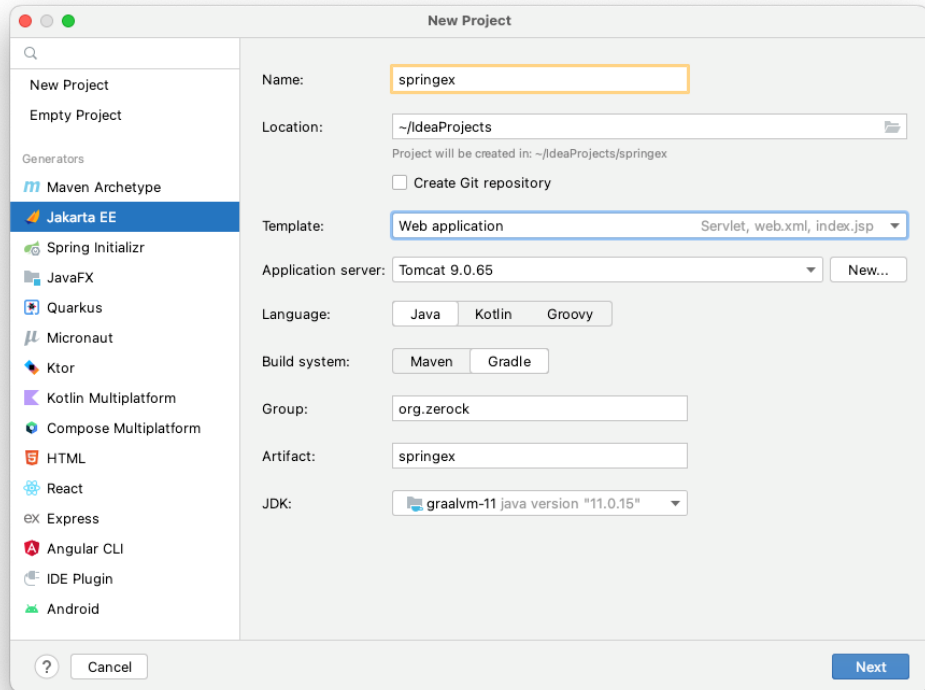 New Project
New Project
Empty Project
Generators
Maven Archetype
Jakarta EE
Spring Initializr
JavaFX
Quarkus
Micronaut
Ktor
Kotlin Multiplatform
Compose Multiplatform
HTML
React
ex Express
Angular CLI
IDE Plugin
Android
Name: springex
Location: ~/IdeaProjects
Project will be created in: ~/IdeaProjects/springex
Create Git repository
Template: Web application Servlet, web.xml, index.jsp
Application server: Tomcat 9.0.65 New...
Language: Java Kotlin Groovy
Build system: Maven Gradle
Group: org.zerock
Artifact: springex
JDK: graalvm-11 java version "11.0.15"
? Cancel Next